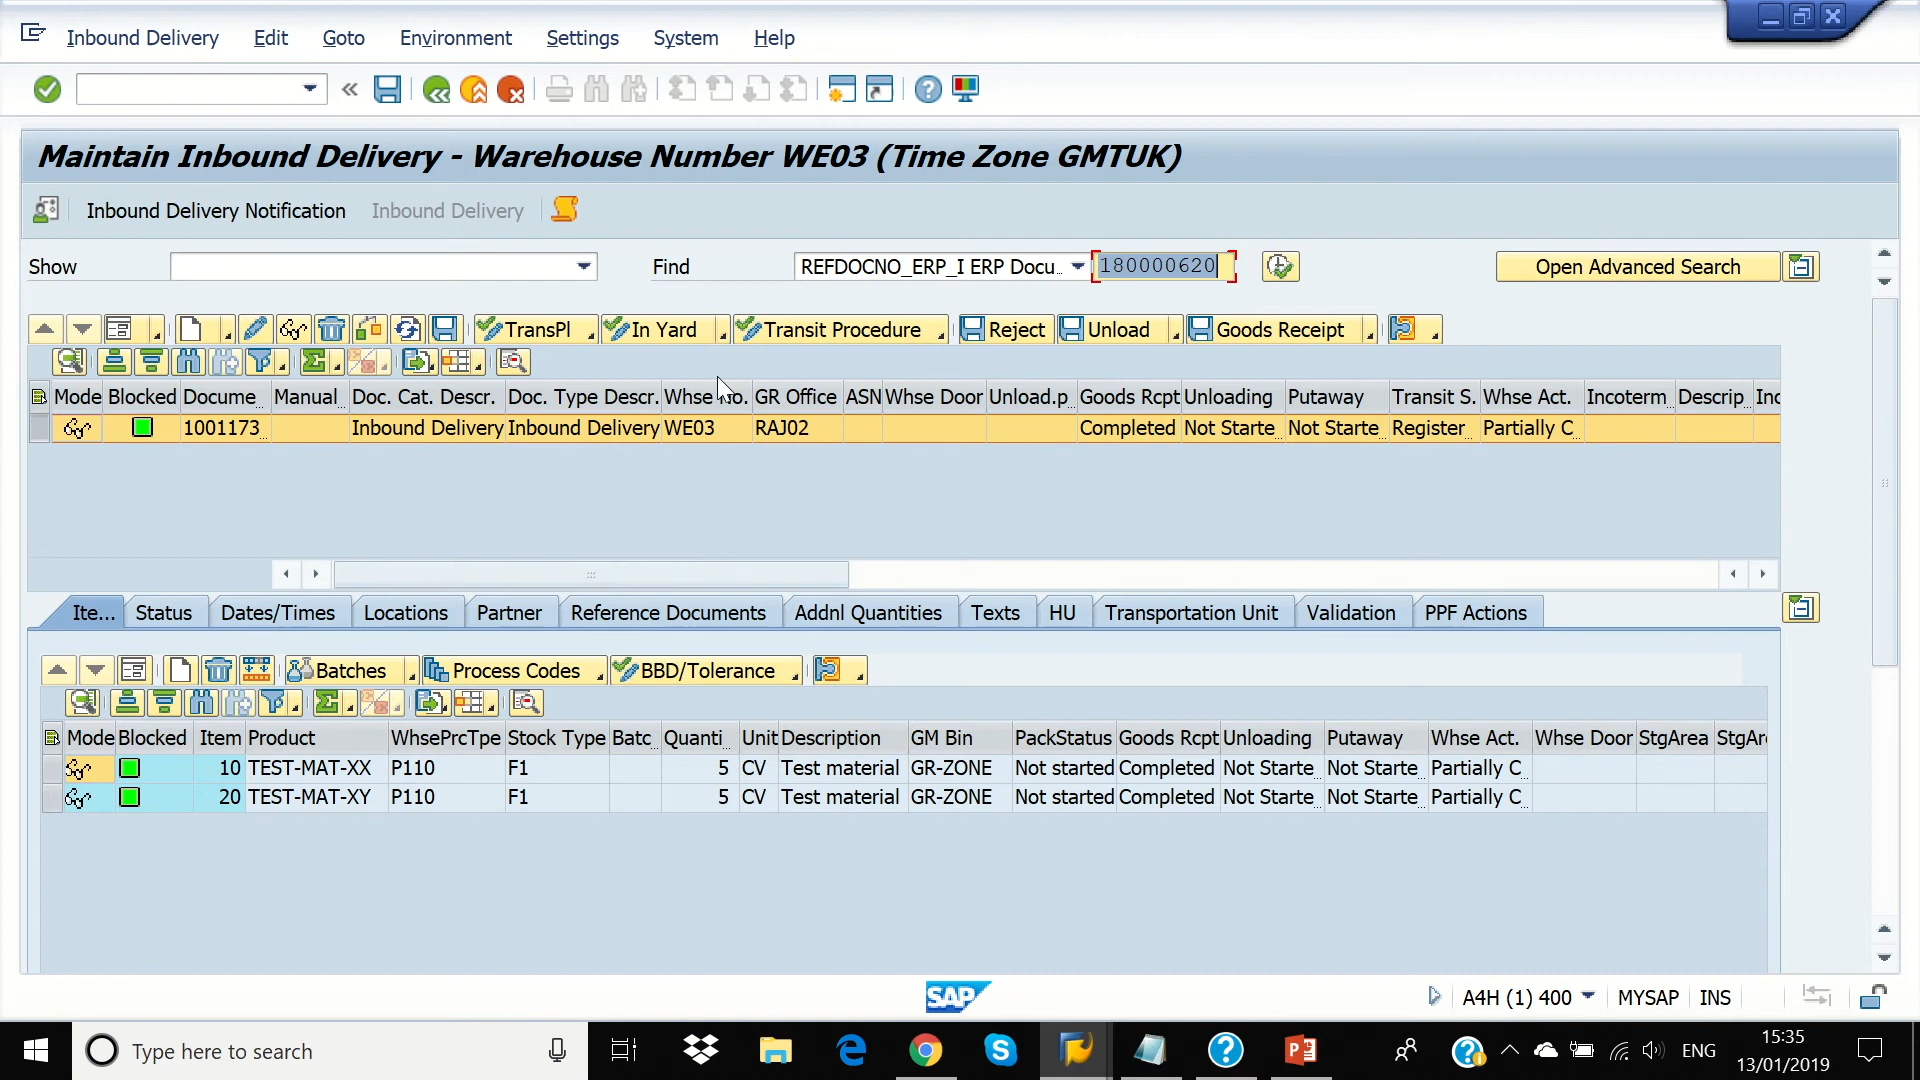 Inbound Delivery Edit Goto Environment Settings System Help
Maintain Inbound Delivery - Warehouse Number WE03 (Time Zone GMTUK)
Inbound Delivery Notification Inbound Delivery
Show Find REFDOCNO_ERP_I ERP Docu.. 180000620 Open Advanced Search
TransPl In Yard Transit Procedure Reject Unload Goods Receipt
Mode Blocked Docume... Manual... Doc. Cat. Descr. Doc. Type Descr. Whse No. GR Office ASN Whse Door Unload.p... Goods Rcpt Unloading Putaway Transit S. Whse Act. Incoterm... Descrip... Inc
1001173... Inbound Delivery Inbound Delivery WE03 RAJ02 Completed Not Starte... Not Starte... Register... Partially C...
Ite... Status Dates/Times Locations Partner Reference Documents Addnl Quantities Texts HU Transportation Unit Validation PPF Actions
Batches Process Codes BBD/Tolerance
Mode Blocked Item Product WhsePrcTpe Stock Type Batc... Quanti... Unit Description GM Bin PackStatus Goods Rcpt Unloading Putaway Whse Act. Whse Door StgArea StgAr
10 TEST-MAT-XX P110 F1 5 CV Test material GR-ZONE Not started Completed Not Starte... Not Starte... Partially C...
20 TEST-MAT-XY P110 F1 5 CV Test material GR-ZONE Not started Completed Not Starte... Not Starte... Partially C...
SAP A4H (1) 400 MYSAP INS
Type here to search ENG 15:35
13/01/2019